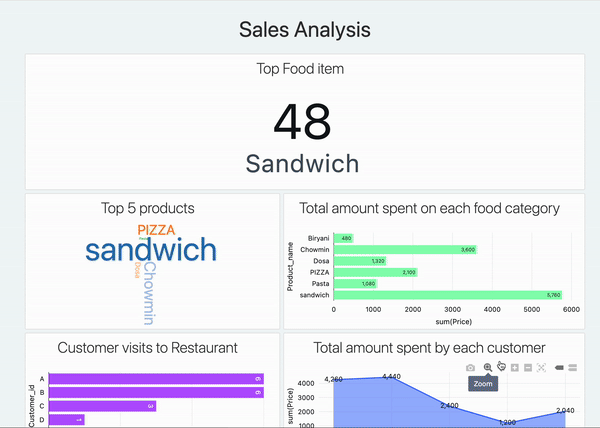 Sales Analysis
Top Food item
48
Sandwich
Top 5 products
PIZZA
sandwich
Dosa
Chowmin
Total amount spent on each food category
Product_name
Biryani 480
Chowmin 3,600
Dosa 1,320
PIZZA 2,100
Pasta 1,080
sandwich 5,760
0 1000 2000 3000 4000 5000 6000
sum(Price)
Customer visits to Restaurant
Customer_id
A 6
B 6
C 3
D 1
Total amount spent by each customer
Zoom
sum(Price)
4000
3000
2000
1000
4,260 4,440 2,400 1,200 2,040